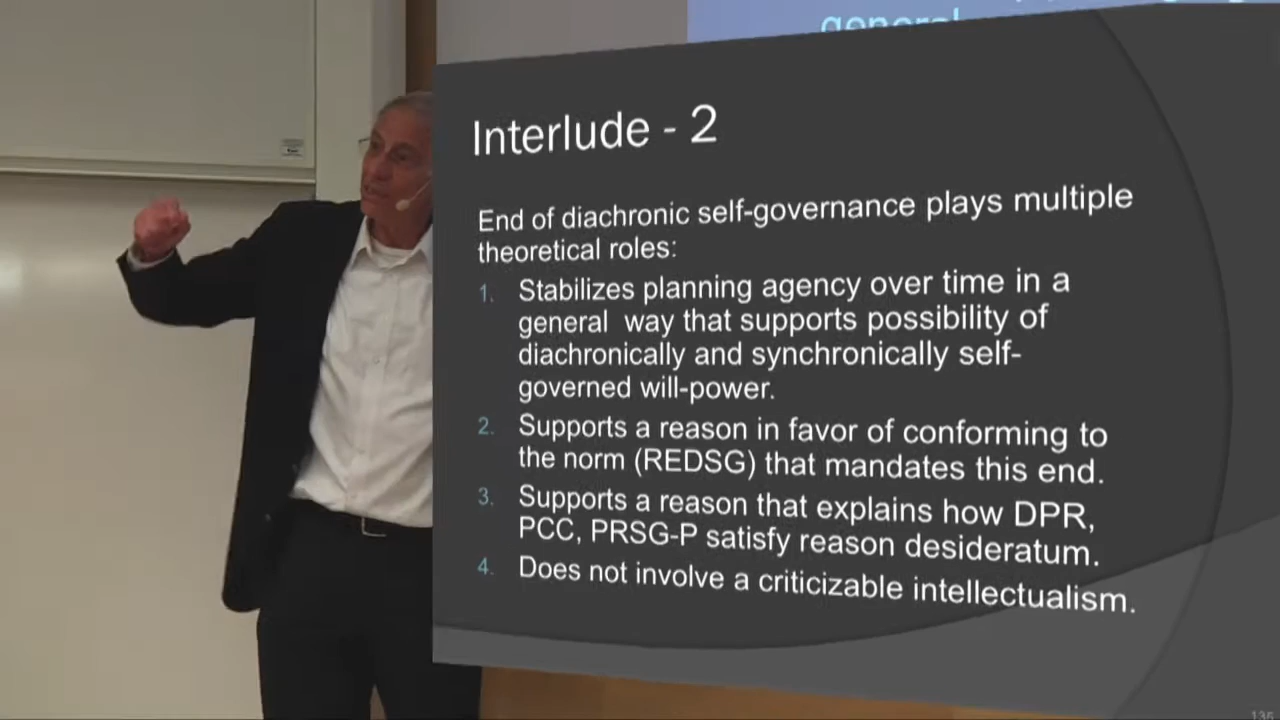 general
Interlude - 2
End of diachronic self-governance plays multiple
theoretical roles:
1. Stabilizes planning agency over time in a
general way that supports possibility of
diachronically and synchronically self-
governed will-power.
2. Supports a reason in favor of conforming to
the norm (REDSG) that mandates this end.
3. Supports a reason that explains how DPR,
PCC, PRSG-P satisfy reason desideratum.
4. Does not involve a criticizable intellectualism.